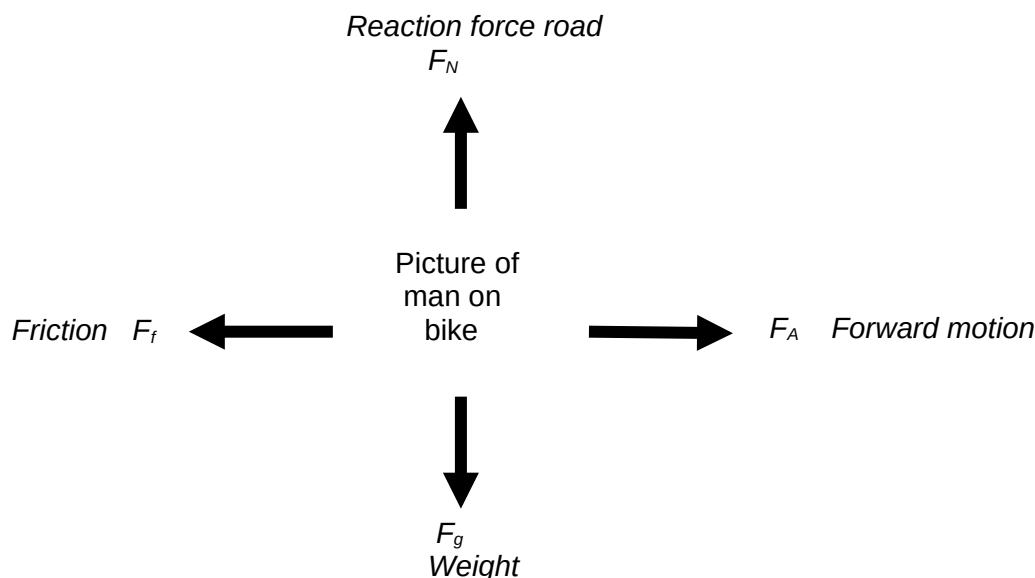 Reaction force road
F_N
Picture of
man on
bike
Friction F_f
F_A Forward motion
F_g
Weight